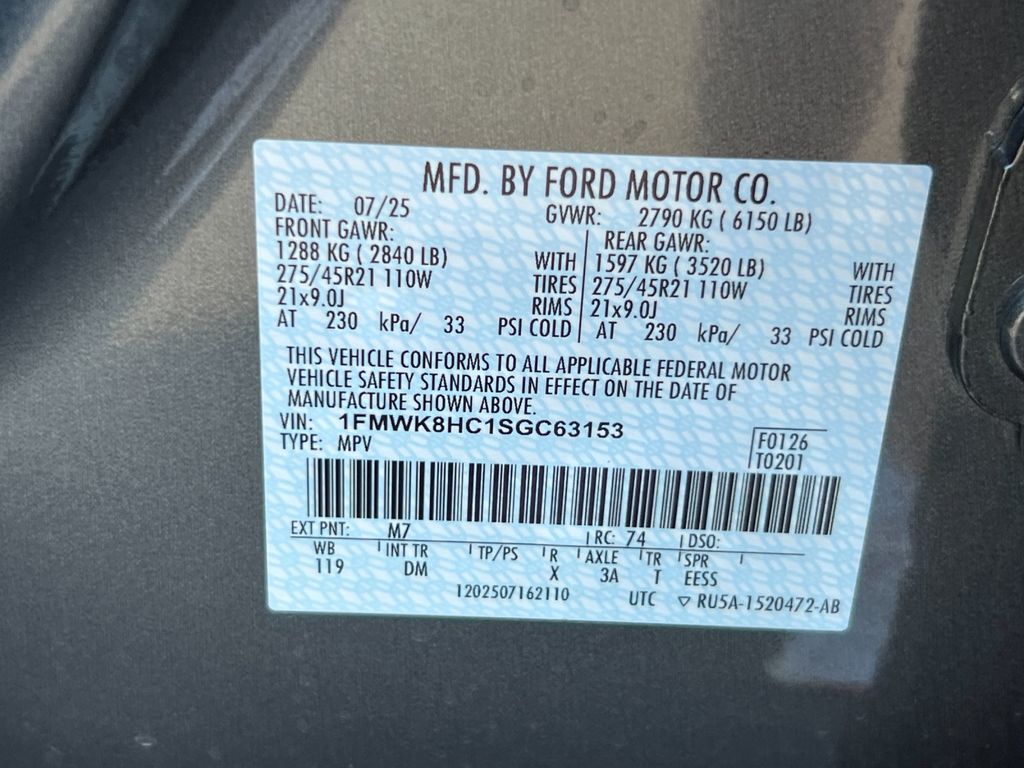 MFD. BY FORD MOTOR CO.
DATE: 07/25 GVWR: 2790 KG ( 6150 LB)
FRONT GAWR: REAR GAWR:
1288 KG ( 2840 LB) WITH 1597 KG ( 3520 LB) WITH
275/45R21 110W TIRES 275/45R21 110W TIRES
21x9.0J RIMS 21x9.0J RIMS
AT 230 kPa/ 33 PSI COLD AT 230 kPa/ 33 PSI COLD
THIS VEHICLE CONFORMS TO ALL APPLICABLE FEDERAL MOTOR
VEHICLE SAFETY STANDARDS IN EFFECT ON THE DATE OF
MANUFACTURE SHOWN ABOVE.
VIN: 1FMWK8HC1SGC63153
TYPE: MPV F0126
T0201
EXT PNT: M7 RC: 74 DSO:
WB INT TR TP/PS R AXLE TR SPR
119 DM X 3A T EESS
1202507162110 UTC ▽ RU5A-1520472-AB